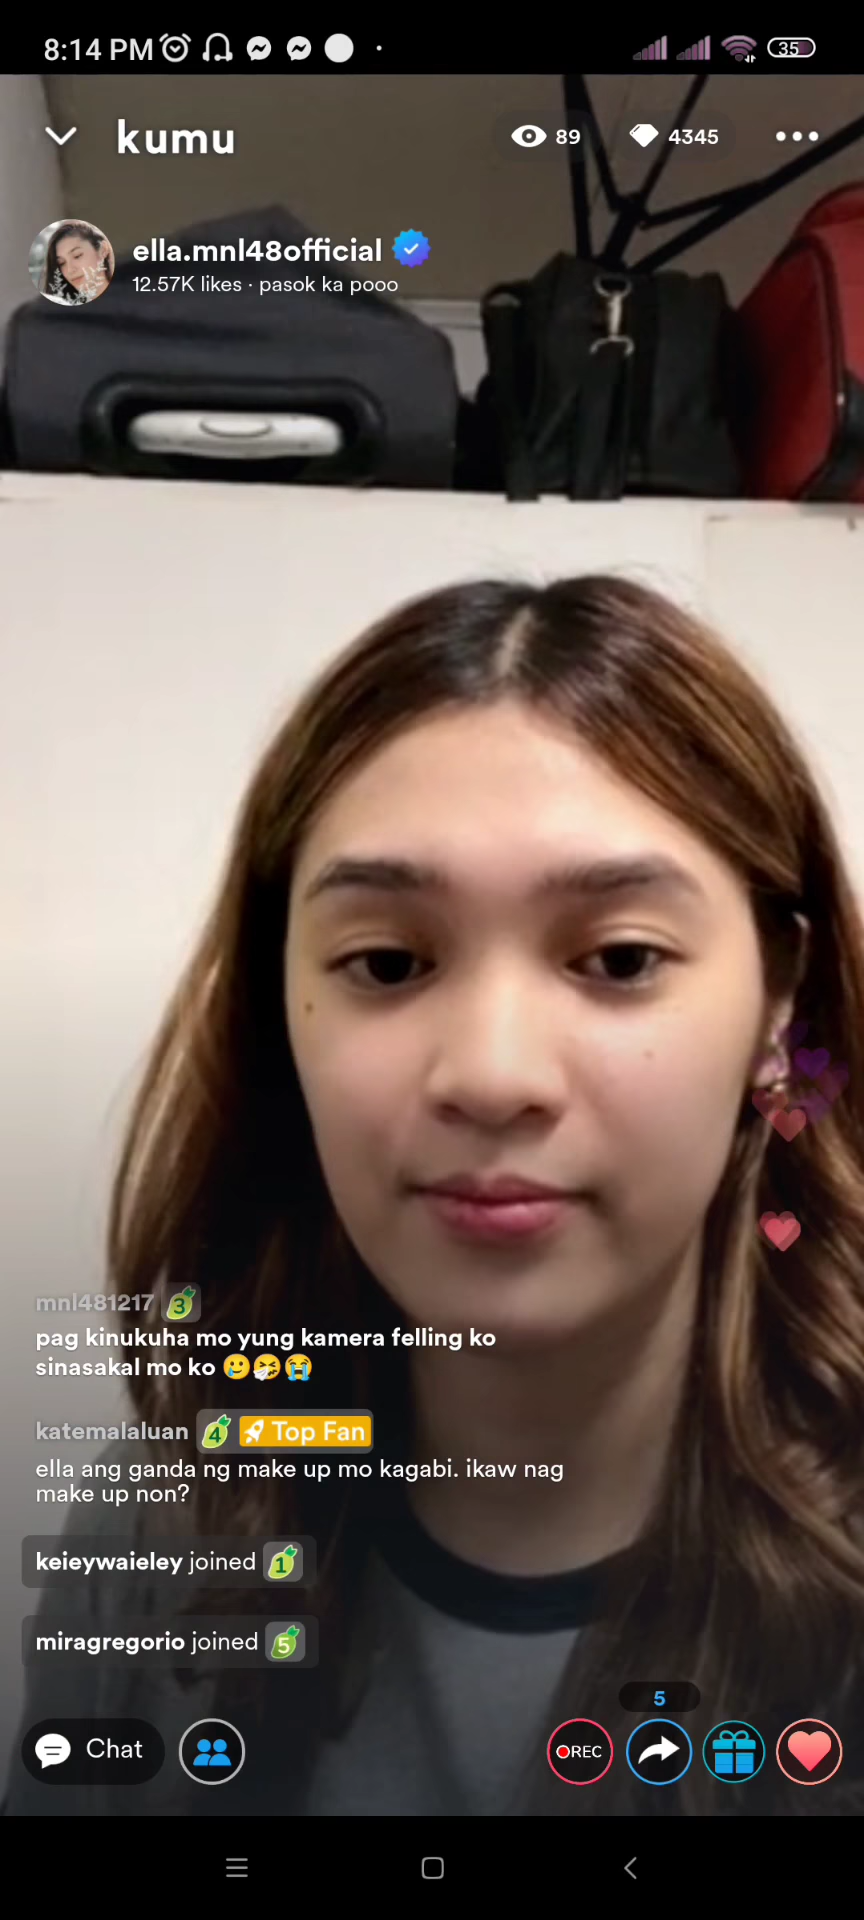 8:14 PM
35
kumu
89
4345
ella.mnl48official
12.57K likes · pasok ka pooo
mnl481217 3
pag kinukuha mo yung kamera felling ko
sinasakal mo ko 🥲🤧😭
katemalaluan 4 Top Fan
ella ang ganda ng make up mo kagabi. ikaw nag
make up non?
keieywaieley joined 1
miragregorio joined 5
5
Chat
REC